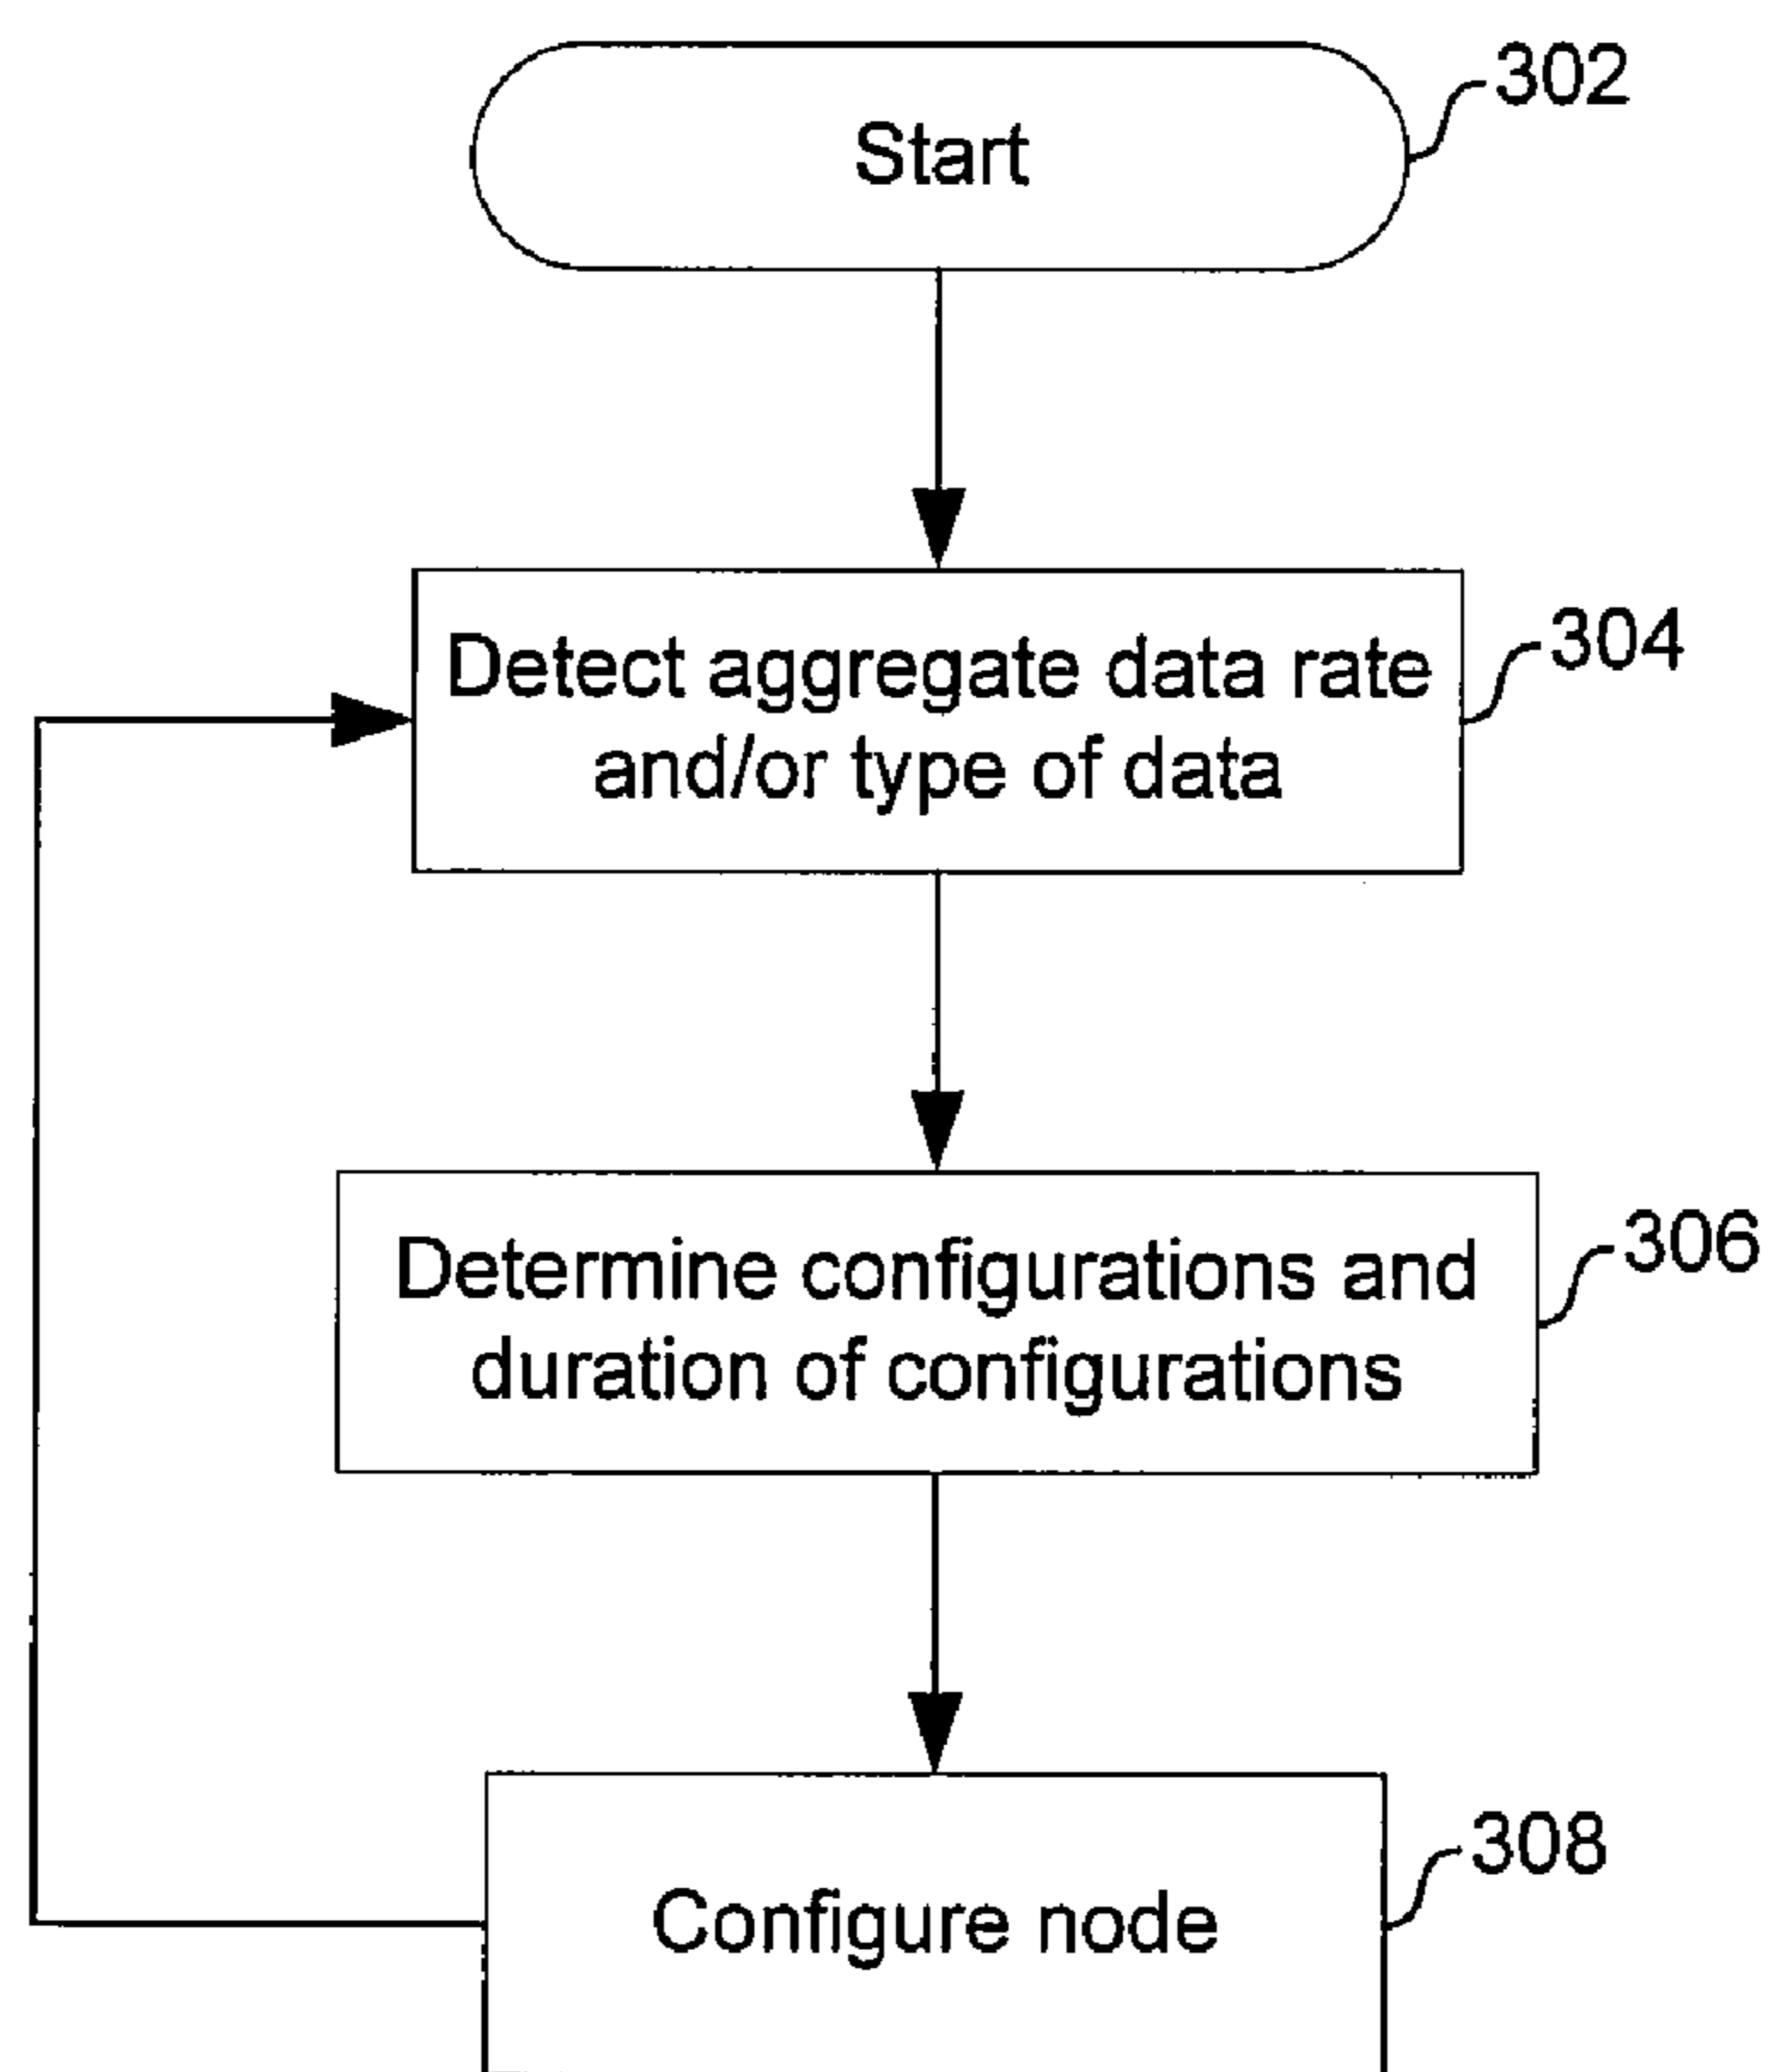 302
Start
304
Detect aggregate data rate
and/or type of data
306
Determine configurations and
duration of configurations
308
Configure node